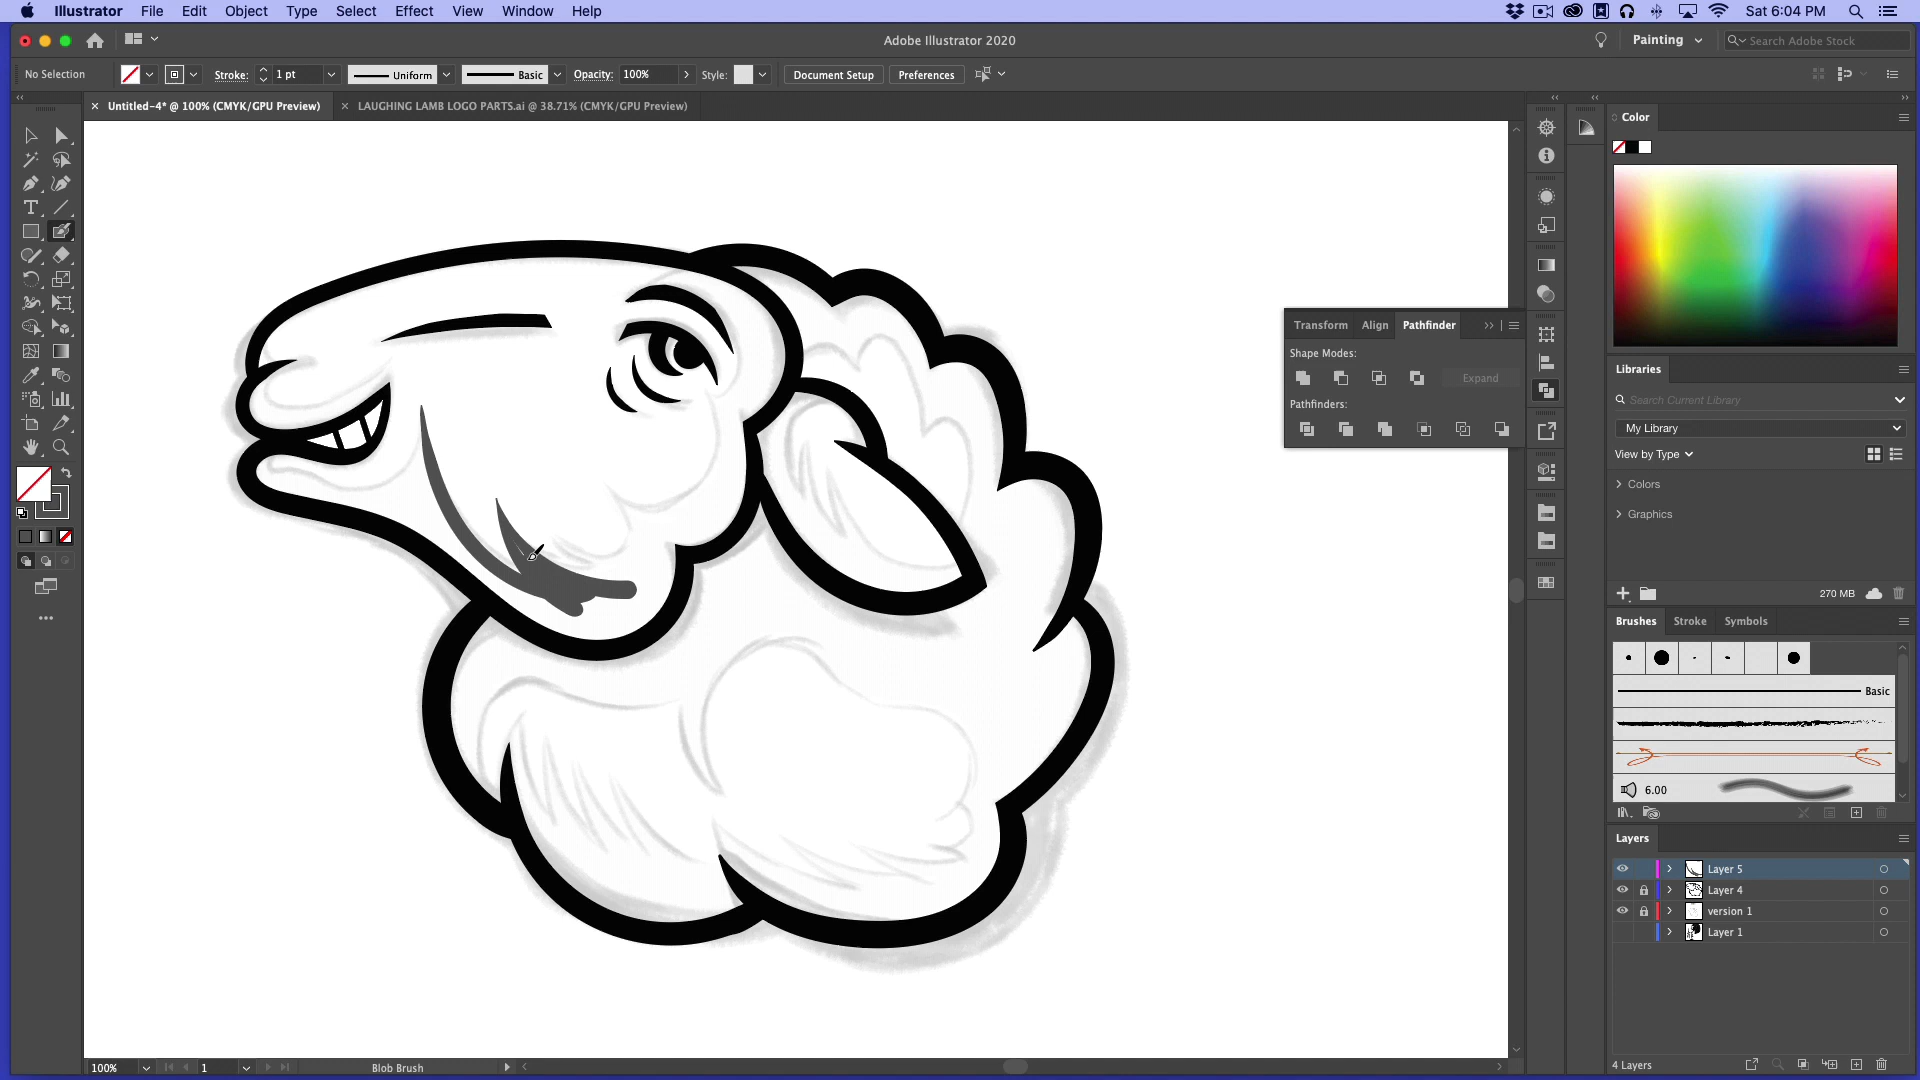 Illustrator File Edit Object Type Select Effect View Window Help Sat 6:04 PM
Adobe Illustrator 2020 Painting Search Adobe Stock
No Selection Stroke: 1 pt Uniform Basic Opacity: 100% Style: Document Setup Preferences
Untitled-4* @ 100% (CMYK/GPU Preview) LAUGHING LAMB LOGO PARTS.ai @ 38.71% (CMYK/GPU Preview)
Color
Transform Align Pathfinder
Shape Modes:
Expand
Pathfinders:
Libraries
Search Current Library
My Library
View by Type
Colors
Graphics
270 MB
Brushes Stroke Symbols
Basic
6.00
Layers
Layer 5
Layer 4
version 1
Layer 1
4 Layers
100% 1 Blob Brush